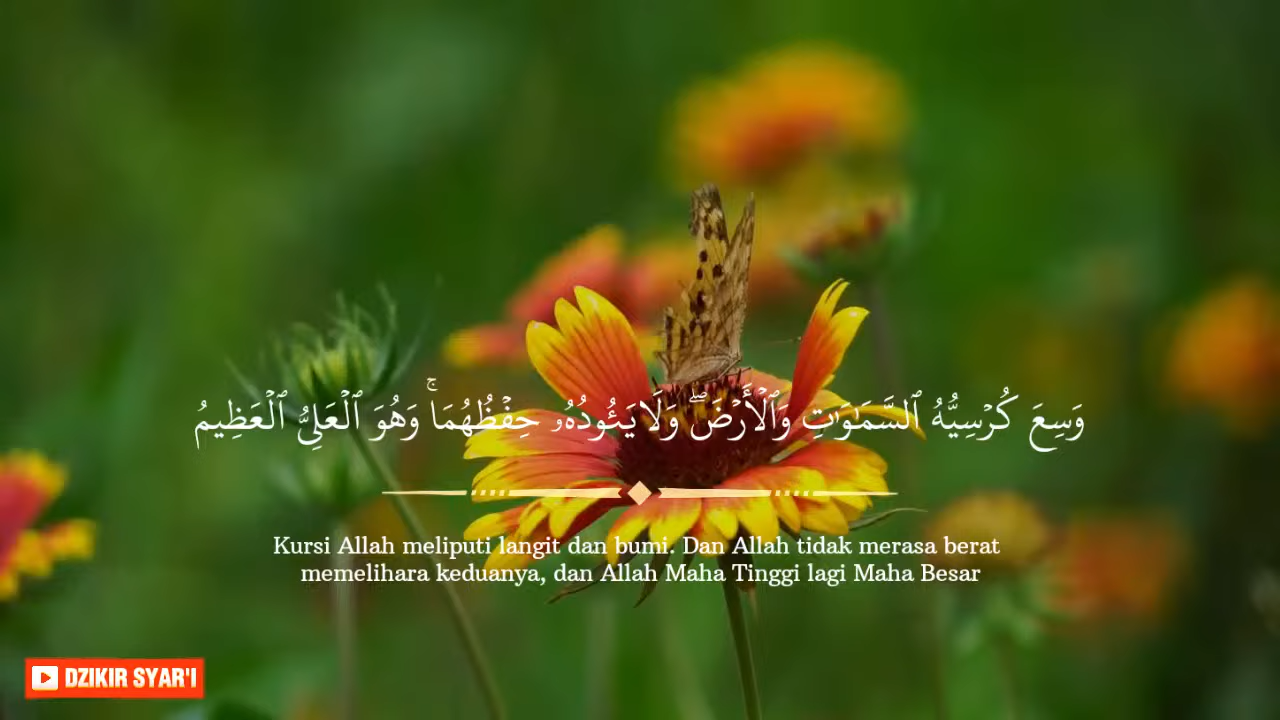 وَسِعَ كُرْسِيُّهُ ٱلسَّمَـٰوَٰتِ وَٱلْأَرْضَ ۖ وَلَا يَـُٔودُهُۥ حِفْظُهُمَا ۚ وَهُوَ ٱلْعَلِىُّ ٱلْعَظِيمُ
Kursi Allah meliputi langit dan bumi. Dan Allah tidak merasa berat
memelihara keduanya, dan Allah Maha Tinggi lagi Maha Besar
DZIKIR SYAR'I